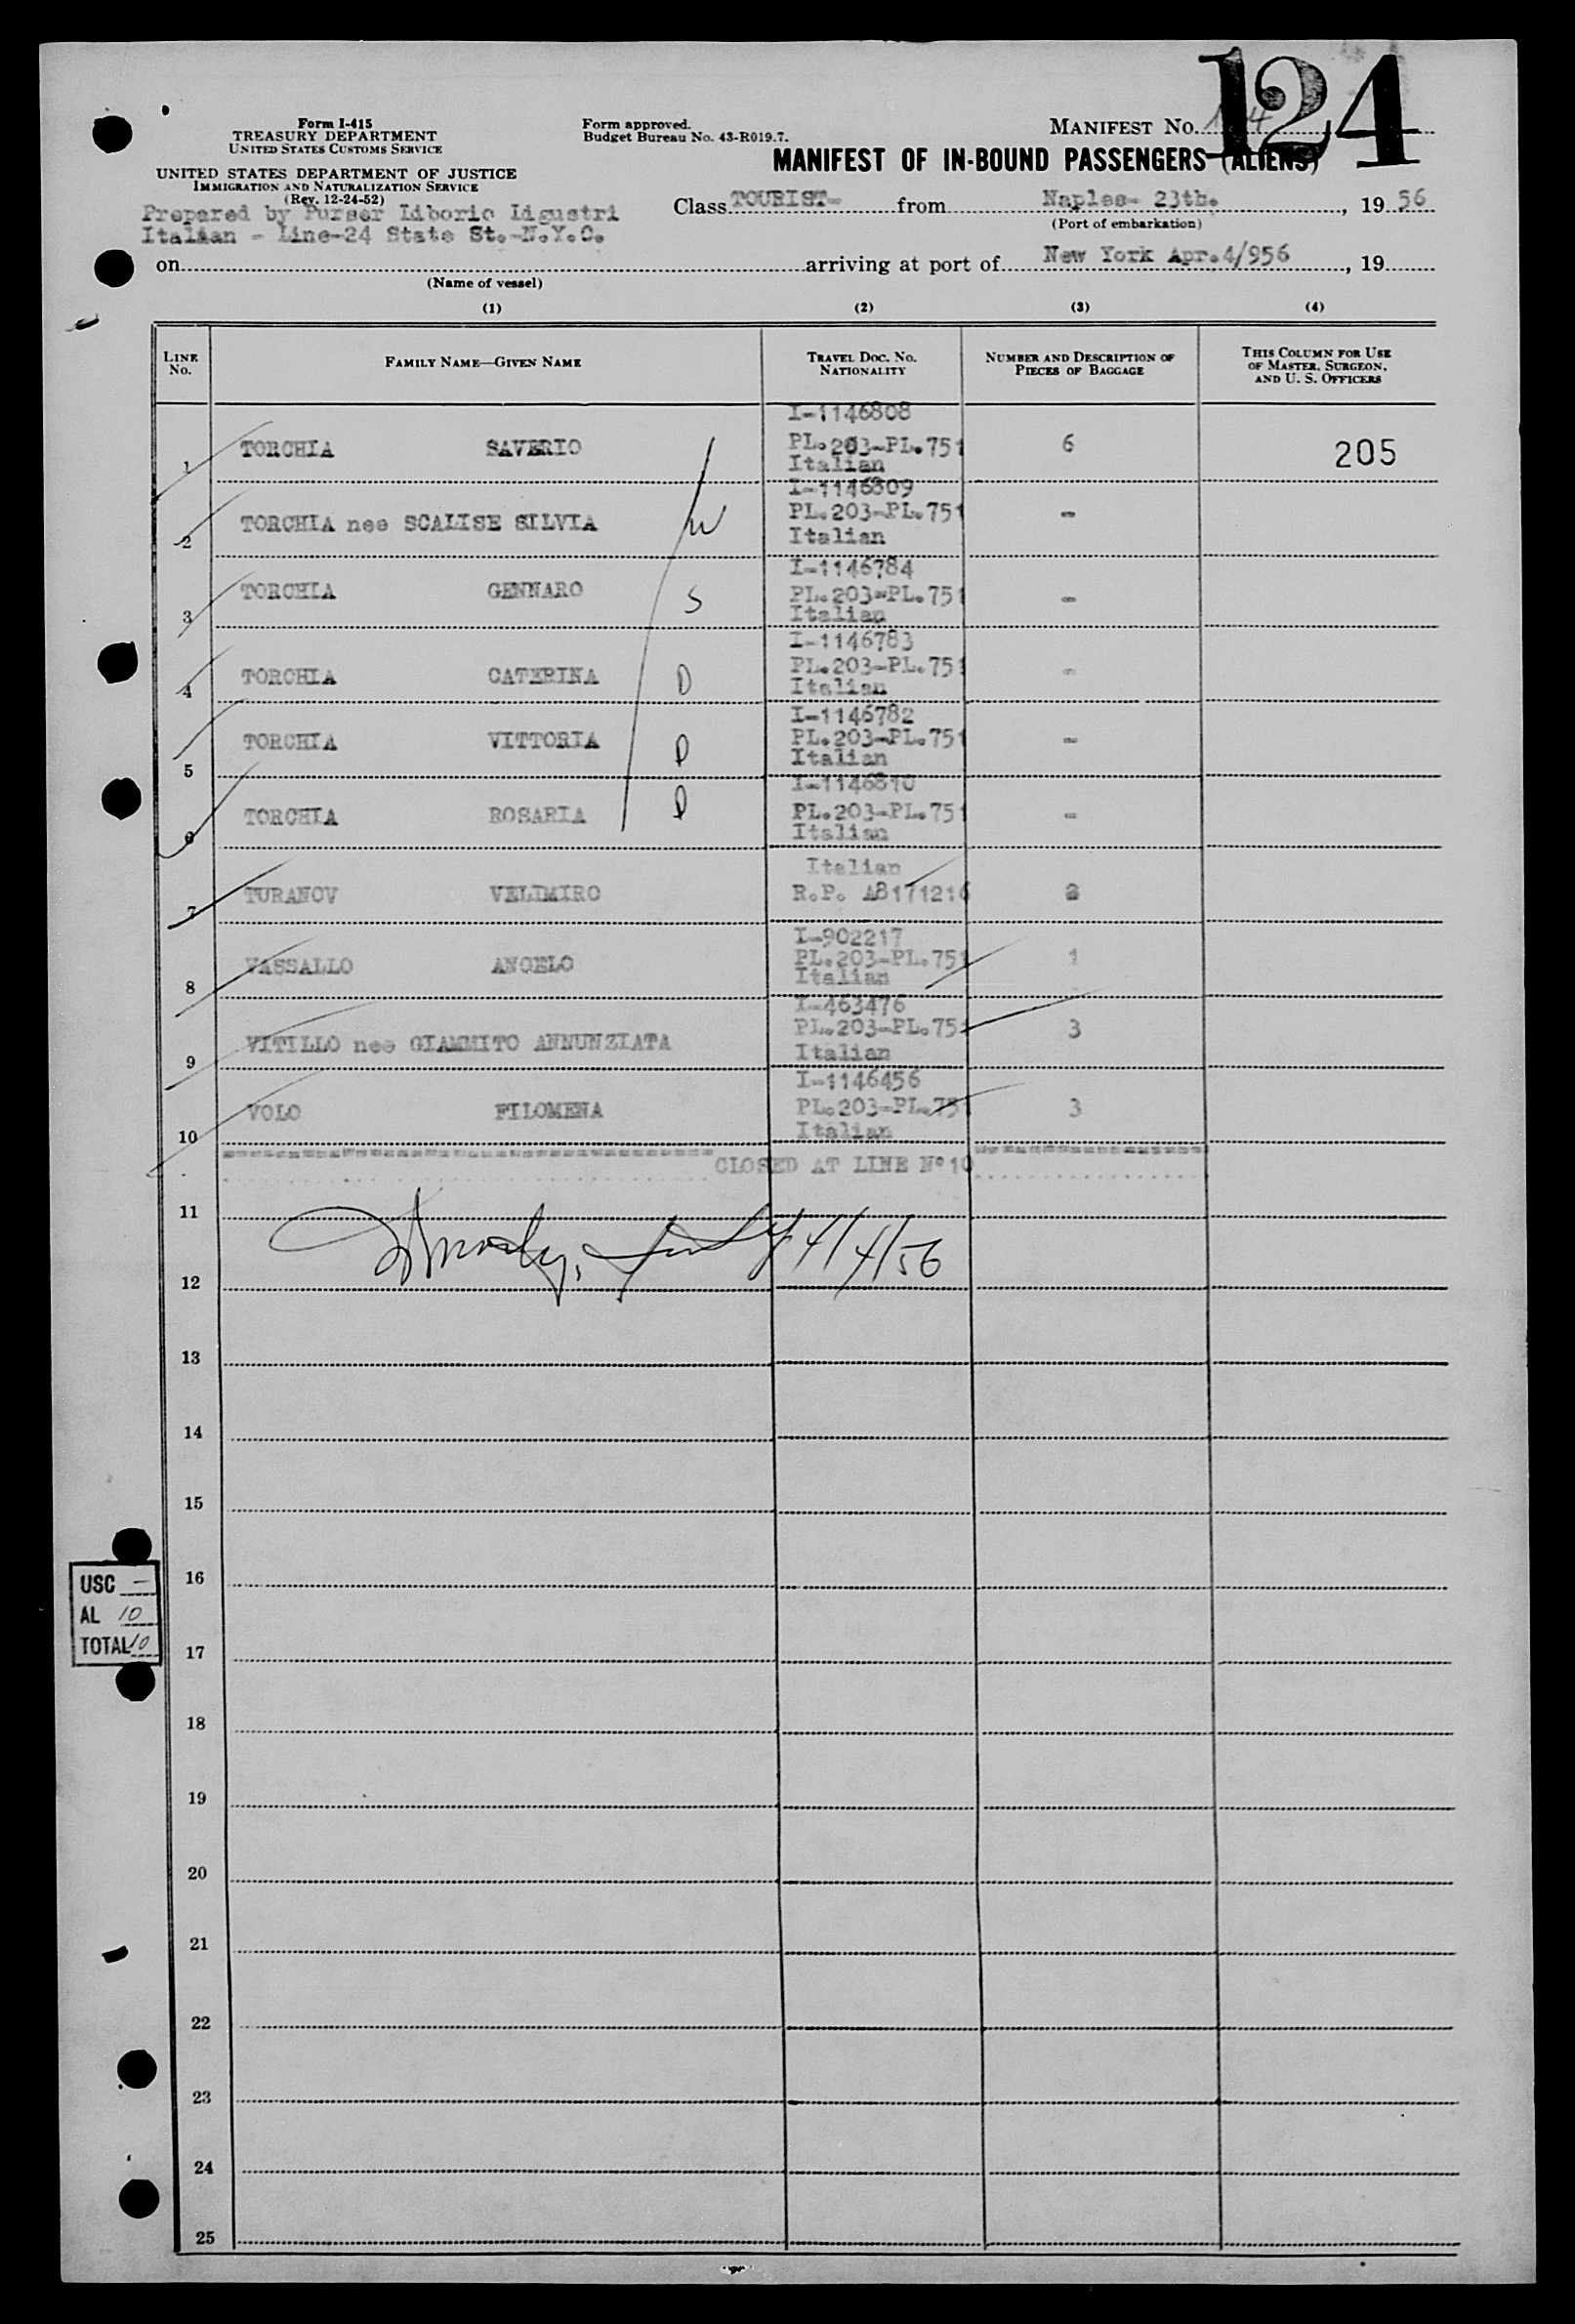 124
Form I-415
TREASURY DEPARTMENT
UNITED STATES CUSTOMS SERVICE
Form approved.
Budget Bureau No. 43-R019.7.
MANIFEST NO.
MANIFEST OF IN-BOUND PASSENGERS (ALIENS)
UNITED STATES DEPARTMENT OF JUSTICE
IMMIGRATION AND NATURALIZATION SERVICE
(Rev. 12-24-52)
Prepared by Purser Liborio Ligustri
Italian - Line-24 State St.-N.Y.C.
Class TOURIST- from Naples- 23th. , 19 56
(Port of embarkation)
on arriving at port of New York Apr.4/956 , 19
(Name of vessel)
(1) (2) (3) (4)
LINE NO. FAMILY NAME—GIVEN NAME TRAVEL DOC. NO. NATIONALITY NUMBER AND DESCRIPTION OF PIECES OF BAGGAGE THIS COLUMN FOR USE OF MASTER, SURGEON, AND U. S. OFFICERS
I-1146808
1 TORCHIA SAVERIO PL.203-PL.751 6 205
Italian
I-1146809
2 TORCHIA nee SCALISE SILVIA W PL.203-PL.751 -
Italian
I-1146784
3 TORCHIA GENNARO S PL.203-PL.751 -
Italian
I-1146783
4 TORCHIA CATERINA D PL.203-PL.751 -
Italian
I-1146782
5 TORCHIA VITTORIA D PL.203-PL.751 -
Italian
I-1146810
6 TORCHIA ROSARIA D PL.203-PL.751 -
Italian
Italian
7 TURANOV VELIMIRO R.P. A8171216
I-902217
8 VASSALLO ANGELO PL.203-PL.751 1
Italian
I-463476
9 VITILLO nee GIAMMITO ANNUNZIATA PL.203-PL.751 3
Italian
I-1146456
10 VOLO FILOMENA PL.203-PL.751 3
Italian
CLOSED AT LINE Nº 10
11
4/4/56
12
13
14
15
16
USC -
AL 10
TOTAL 10
17
18
19
20
21
22
23
24
25